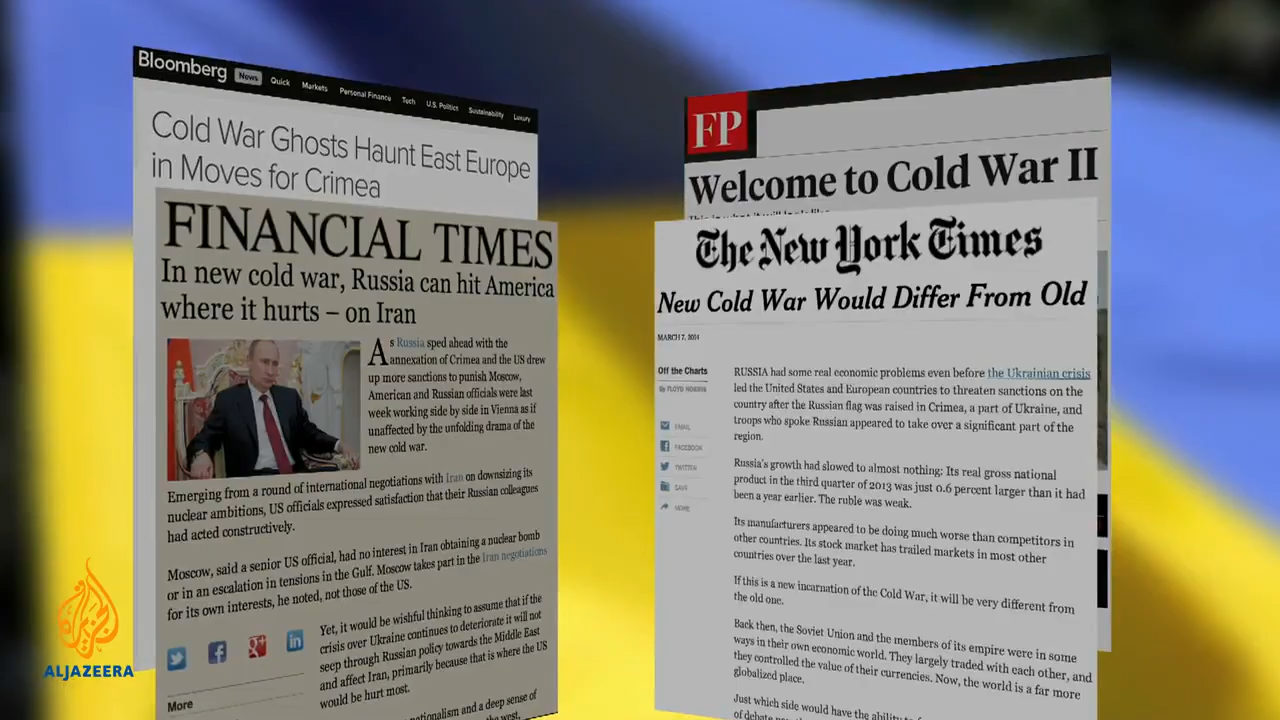 Bloomberg
News Quick Markets Personal Finance Tech U.S. Politics Sustainability Luxury
Cold War Ghosts Haunt East Europe
in Moves for Crimea
FINANCIAL TIMES
In new cold war, Russia can hit America
where it hurts – on Iran
As Russia sped ahead with the
annexation of Crimea and the US drew
up more sanctions to punish Moscow,
American and Russian officials were last
week working side by side in Vienna as if
unaffected by the unfolding drama of the
new cold war.
Emerging from a round of international negotiations with Iran on downsizing its
nuclear ambitions, US officials expressed satisfaction that their Russian colleagues
had acted constructively.
Moscow, said a senior US official, had no interest in Iran obtaining a nuclear bomb
or in an escalation in tensions in the Gulf. Moscow takes part in the Iran negotiations
for its own interests, he noted, not those of the US.
Yet, it would be wishful thinking to assume that if the
crisis over Ukraine continues to deteriorate it will not
seep through Russian policy towards the Middle East
and affect Iran, primarily because that is where the US
would be hurt most.
More
nationalism and a deep sense of
the west.
ALJAZEERA
FP
Welcome to Cold War II
The New York Times
New Cold War Would Differ From Old
MARCH 7, 2014
Off the Charts
By FLOYD NORRIS
EMAIL
FACEBOOK
TWITTER
SAVE
MORE
RUSSIA had some real economic problems even before the Ukrainian crisis
led the United States and European countries to threaten sanctions on the
country after the Russian flag was raised in Crimea, a part of Ukraine, and
troops who spoke Russian appeared to take over a significant part of the
region.
Russia's growth had slowed to almost nothing: Its real gross national
product in the third quarter of 2013 was just 0.6 percent larger than it had
been a year earlier. The ruble was weak.
Its manufacturers appeared to be doing much worse than competitors in
other countries. Its stock market has trailed markets in most other
countries over the last year.
If this is a new incarnation of the Cold War, it will be very different from
the old one.
Back then, the Soviet Union and the members of its empire were in some
ways in their own economic world. They largely traded with each other, and
they controlled the value of their currencies. Now, the world is a far more
globalized place.
Just which side would have the ability to
of debate